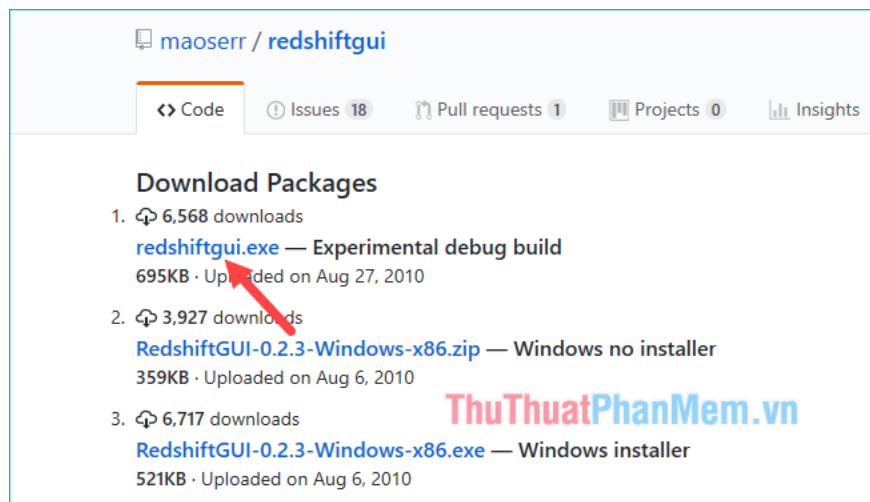 maoserr / redshiftgui
<> Code Issues 18 Pull requests 1 Projects 0 Insights
Download Packages
1. 6,568 downloads
redshiftgui.exe — Experimental debug build
695KB · Uploaded on Aug 27, 2010
2. 3,927 downloads
RedshiftGUI-0.2.3-Windows-x86.zip — Windows no installer
359KB · Uploaded on Aug 6, 2010
ThuThuatPhanMem.vn
3. 6,717 downloads
RedshiftGUI-0.2.3-Windows-x86.exe — Windows installer
521KB · Uploaded on Aug 6, 2010